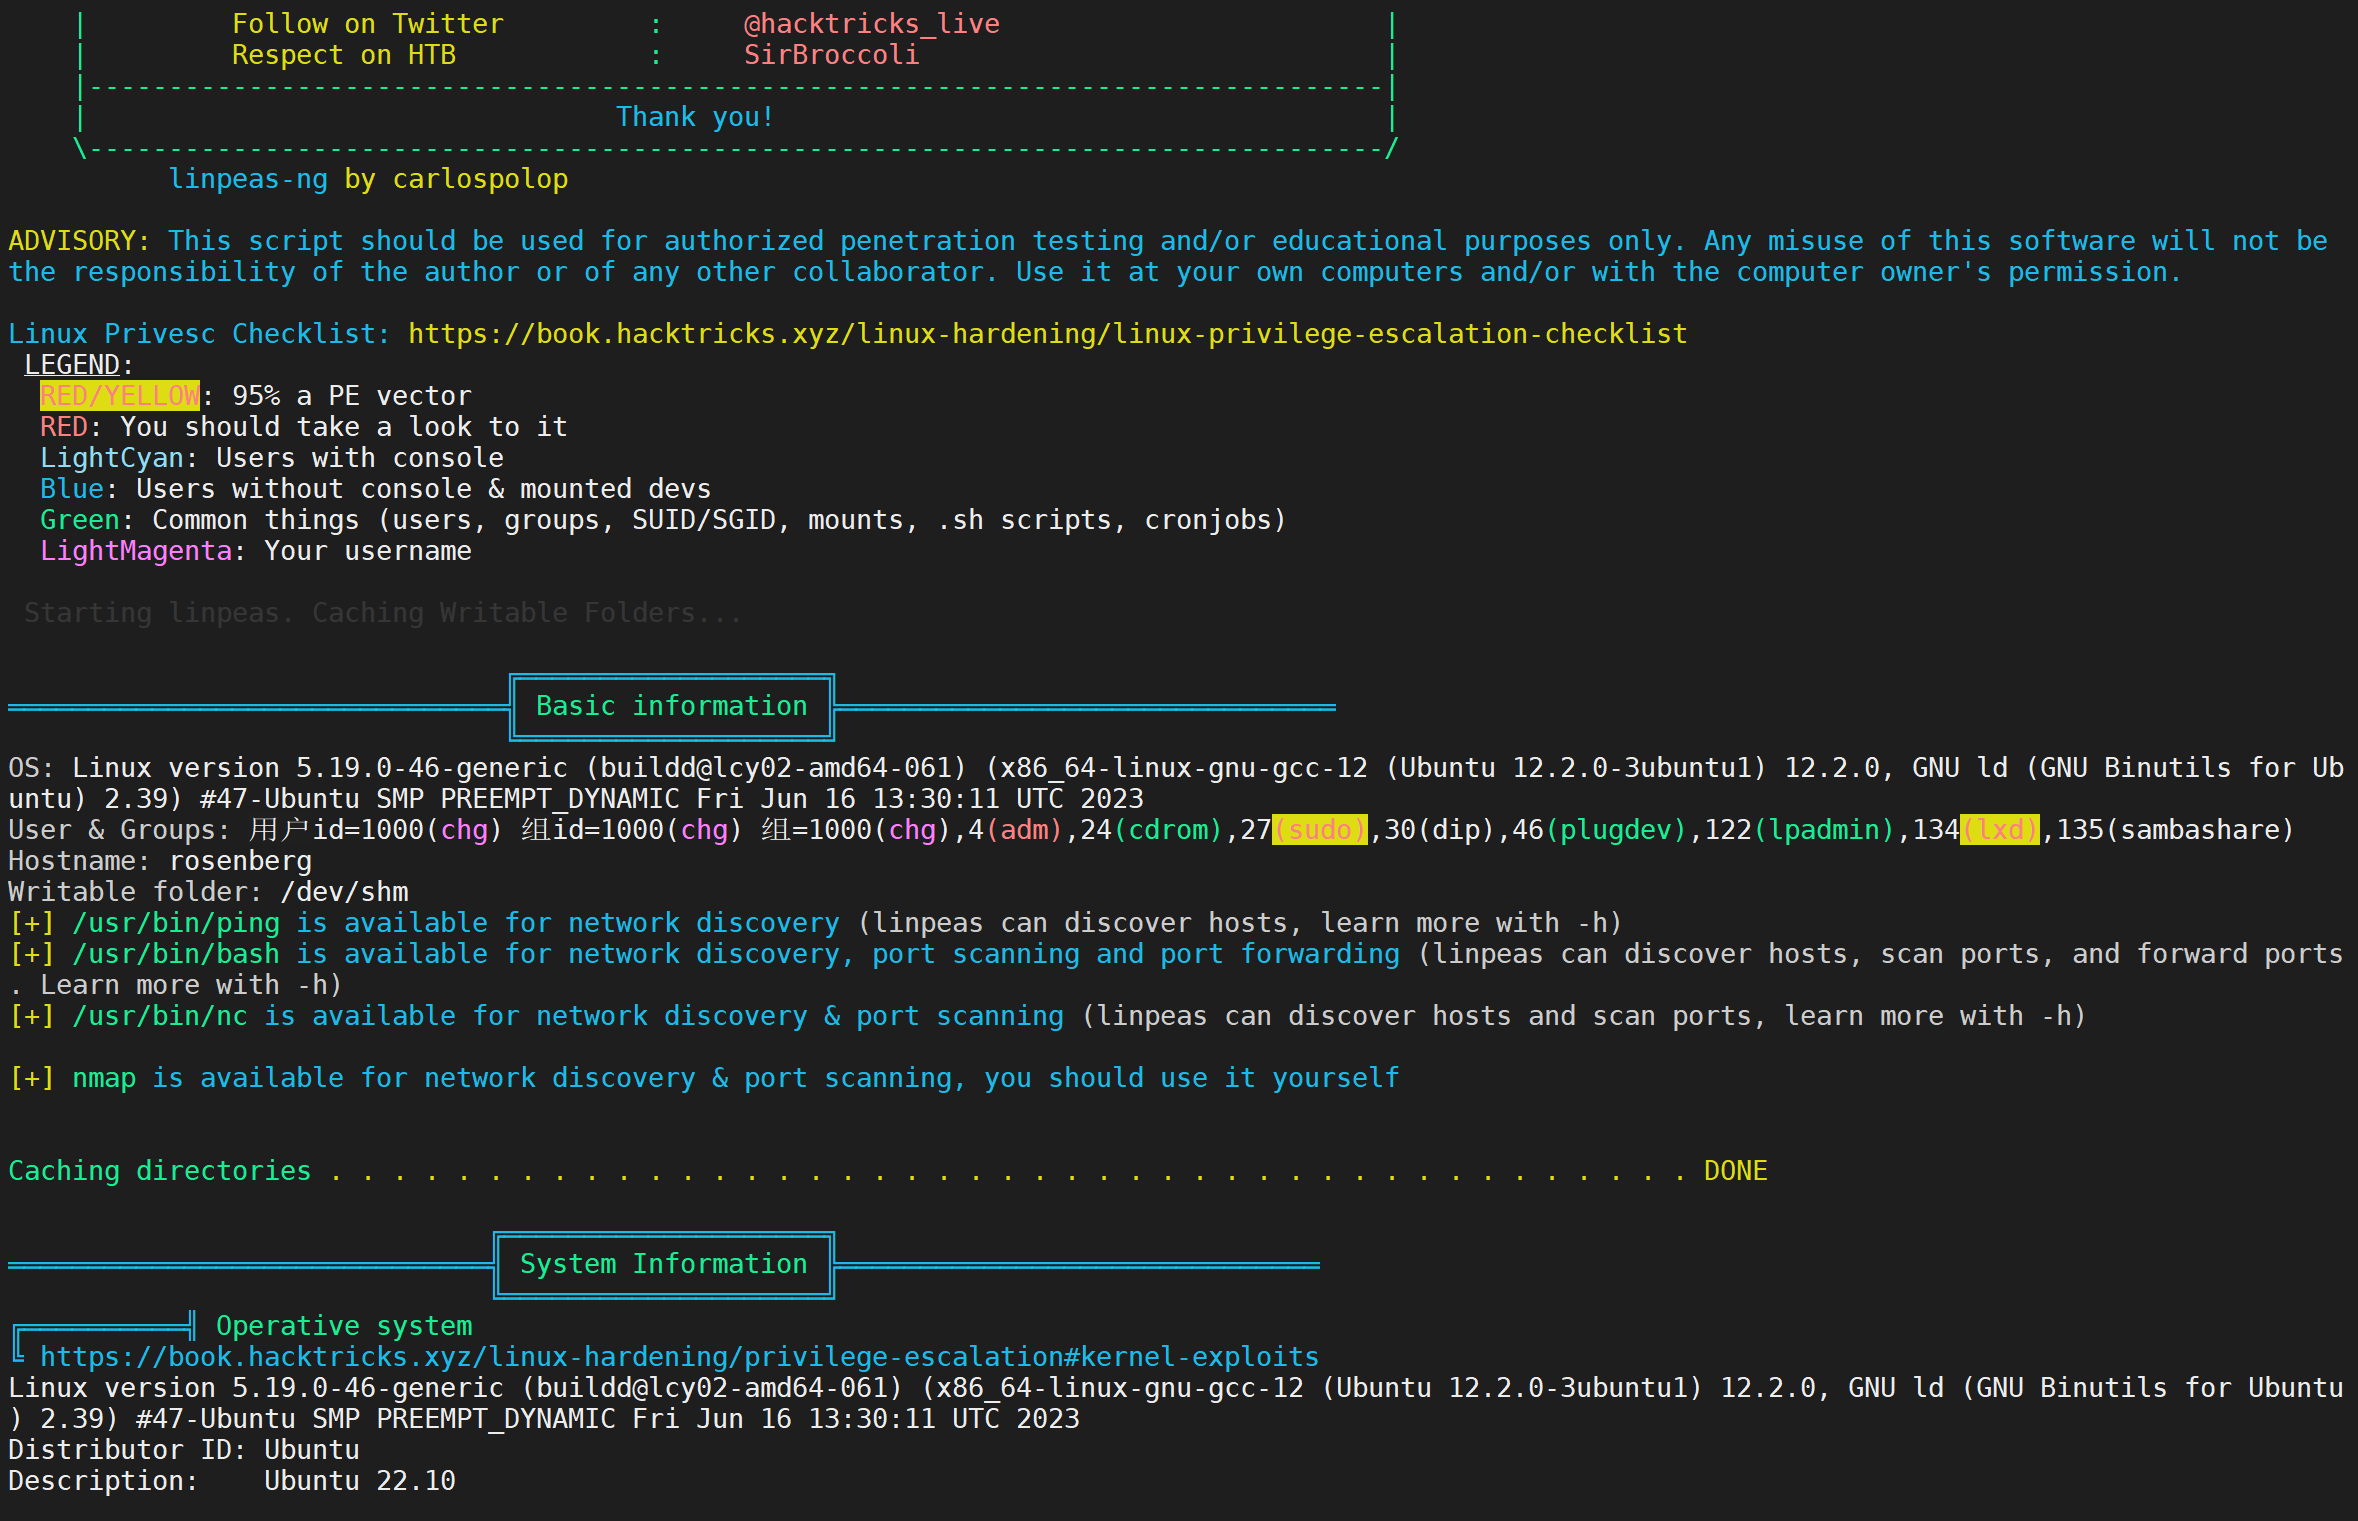 |         Follow on Twitter         :     @hacktricks_live                        |
|         Respect on HTB            :     SirBroccoli                             |
|---------------------------------------------------------------------------------|
|                                 Thank you!                                      |
\---------------------------------------------------------------------------------/
linpeas-ng by carlospolop
ADVISORY: This script should be used for authorized penetration testing and/or educational purposes only. Any misuse of this software will not be
the responsibility of the author or of any other collaborator. Use it at your own computers and/or with the computer owner's permission.
Linux Privesc Checklist: https://book.hacktricks.xyz/linux-hardening/linux-privilege-escalation-checklist
LEGEND:
RED/YELLOW: 95% a PE vector
RED: You should take a look to it
LightCyan: Users with console
Blue: Users without console & mounted devs
Green: Common things (users, groups, SUID/SGID, mounts, .sh scripts, cronjobs)
LightMagenta: Your username
Starting linpeas. Caching Writable Folders...
Basic information
OS: Linux version 5.19.0-46-generic (buildd@lcy02-amd64-061) (x86_64-linux-gnu-gcc-12 (Ubuntu 12.2.0-3ubuntu1) 12.2.0, GNU ld (GNU Binutils for Ub
untu) 2.39) #47-Ubuntu SMP PREEMPT_DYNAMIC Fri Jun 16 13:30:11 UTC 2023
User & Groups: 用户id=1000(chg) 组id=1000(chg) 组=1000(chg),4(adm),24(cdrom),27(sudo),30(dip),46(plugdev),122(lpadmin),134(lxd),135(sambashare)
Hostname: rosenberg
Writable folder: /dev/shm
[+] /usr/bin/ping is available for network discovery (linpeas can discover hosts, learn more with -h)
[+] /usr/bin/bash is available for network discovery, port scanning and port forwarding (linpeas can discover hosts, scan ports, and forward ports
. Learn more with -h)
[+] /usr/bin/nc is available for network discovery & port scanning (linpeas can discover hosts and scan ports, learn more with -h)
[+] nmap is available for network discovery & port scanning, you should use it yourself
Caching directories . . . . . . . . . . . . . . . . . . . . . . . . . . . . . . . . . . . . . . . . . . . DONE
System Information
Operative system
https://book.hacktricks.xyz/linux-hardening/privilege-escalation#kernel-exploits
Linux version 5.19.0-46-generic (buildd@lcy02-amd64-061) (x86_64-linux-gnu-gcc-12 (Ubuntu 12.2.0-3ubuntu1) 12.2.0, GNU ld (GNU Binutils for Ubuntu
) 2.39) #47-Ubuntu SMP PREEMPT_DYNAMIC Fri Jun 16 13:30:11 UTC 2023
Distributor ID: Ubuntu
Description:    Ubuntu 22.10